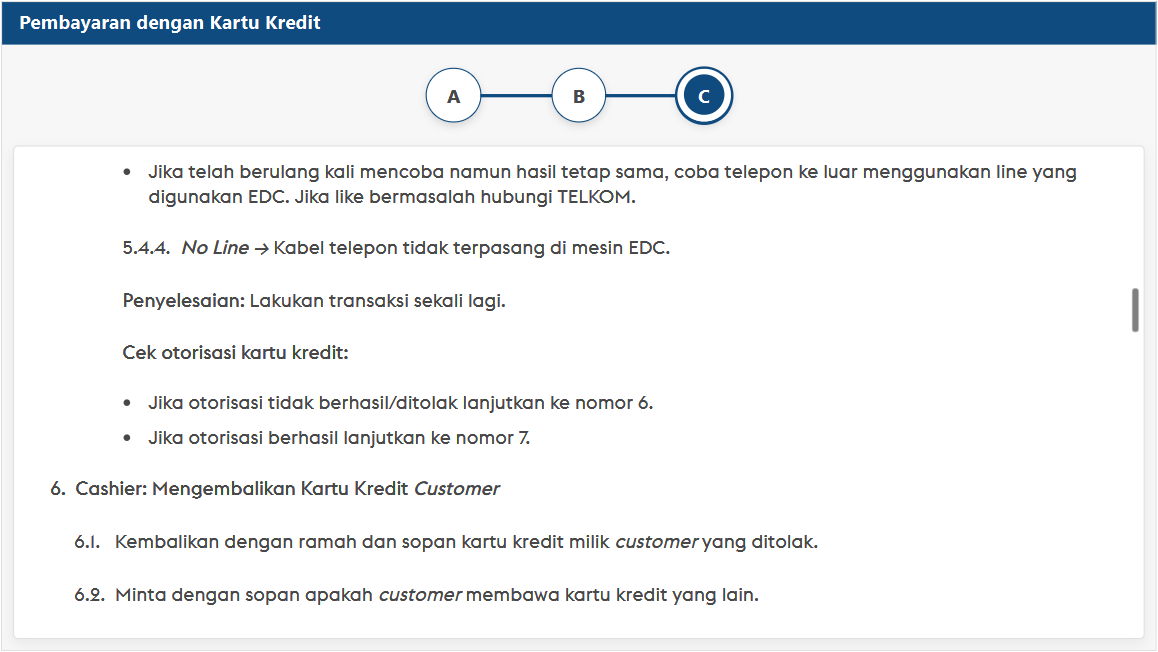 Pembayaran dengan Kartu Kredit
A B C
• Jika telah berulang kali mencoba namun hasil tetap sama, coba telepon ke luar menggunakan line yang
digunakan EDC. Jika like bermasalah hubungi TELKOM.
5.4.4. No Line → Kabel telepon tidak terpasang di mesin EDC.
Penyelesaian: Lakukan transaksi sekali lagi.
Cek otorisasi kartu kredit:
• Jika otorisasi tidak berhasil/ditolak lanjutkan ke nomor 6.
• Jika otorisasi berhasil lanjutkan ke nomor 7.
6. Cashier: Mengembalikan Kartu Kredit Customer
6.1. Kembalikan dengan ramah dan sopan kartu kredit milik customer yang ditolak.
6.2. Minta dengan sopan apakah customer membawa kartu kredit yang lain.